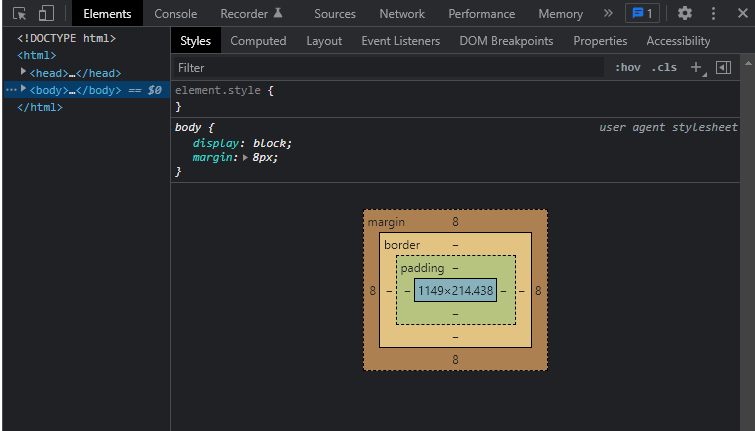 Elements Console Recorder Sources Network Performance Memory » 1
<!DOCTYPE html>
<html>
<head>…</head>
<body>…</body> == $0
</html>
Styles Computed Layout Event Listeners DOM Breakpoints Properties Accessibility
Filter :hov .cls +
element.style {
}
body { user agent stylesheet
display: block;
margin: 8px;
}
margin 8
border –
padding –
8 – – 1149×214.438 – – 8
–
–
8